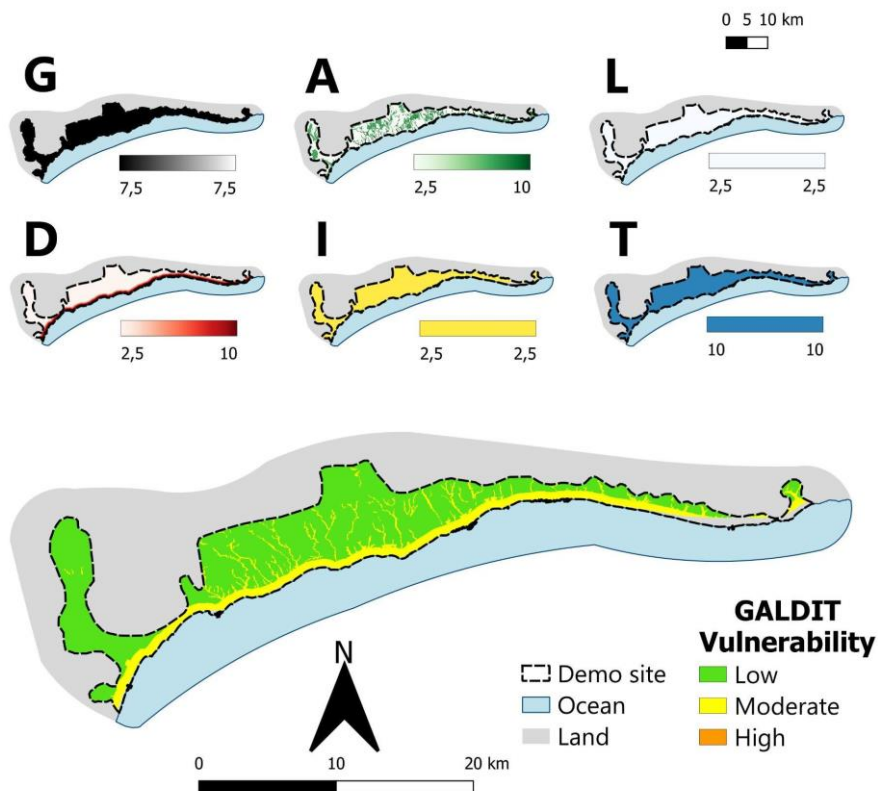 0 5 10 km
G
A
L
7,5 7,5
2,5 10
2,5 2,5
D
I
T
2,5 10
2,5 2,5
10 10
GALDIT
Vulnerability
N
Demo site
Low
Ocean
Moderate
Land
High
0 10 20 km